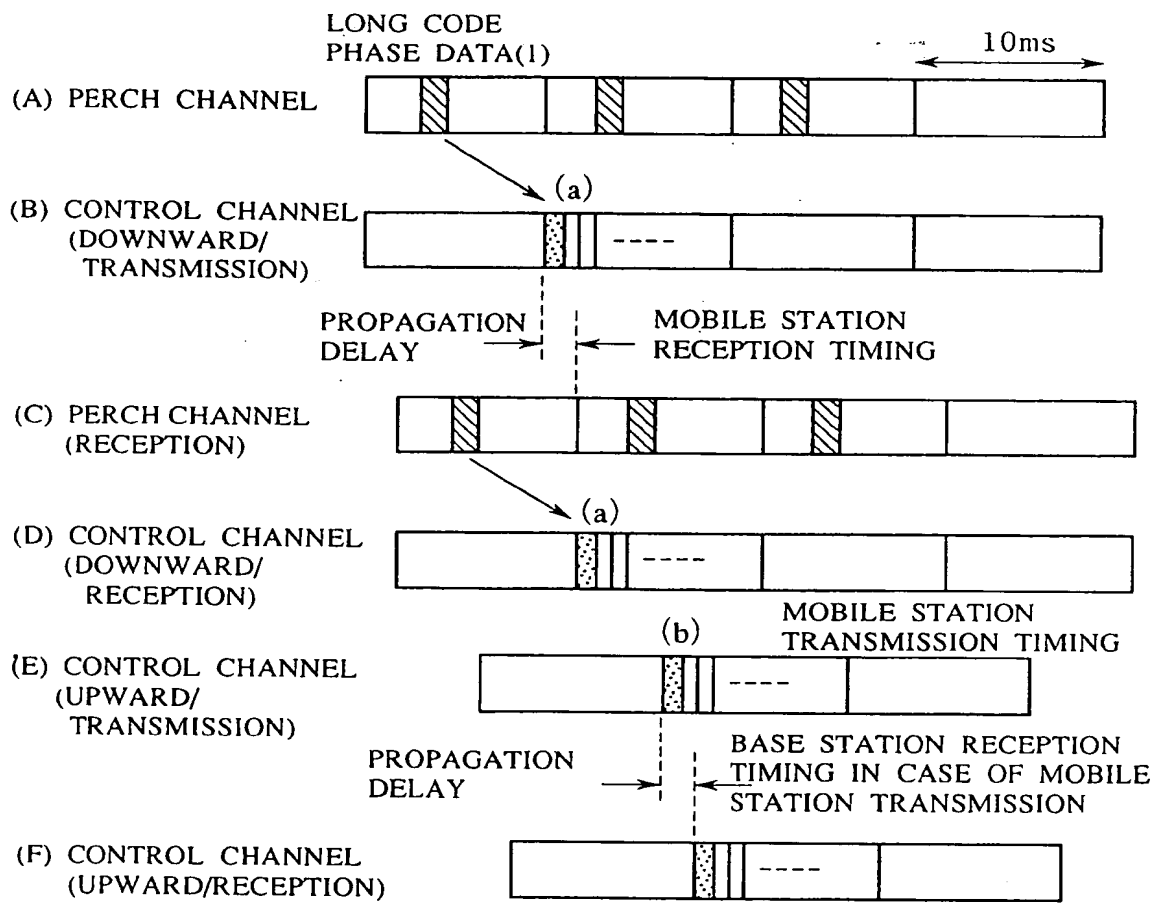 LONG CODE
PHASE DATA(1)
10ms
(A) PERCH CHANNEL
(a)
(B) CONTROL CHANNEL
(DOWNWARD/
TRANSMISSION)
PROPAGATION
DELAY
MOBILE STATION
RECEPTION TIMING
(C) PERCH CHANNEL
(RECEPTION)
(a)
(D) CONTROL CHANNEL
(DOWNWARD/
RECEPTION)
MOBILE STATION
TRANSMISSION TIMING
(b)
(E) CONTROL CHANNEL
(UPWARD/
TRANSMISSION)
PROPAGATION
DELAY
BASE STATION RECEPTION
TIMING IN CASE OF MOBILE
STATION TRANSMISSION
(F) CONTROL CHANNEL
(UPWARD/RECEPTION)